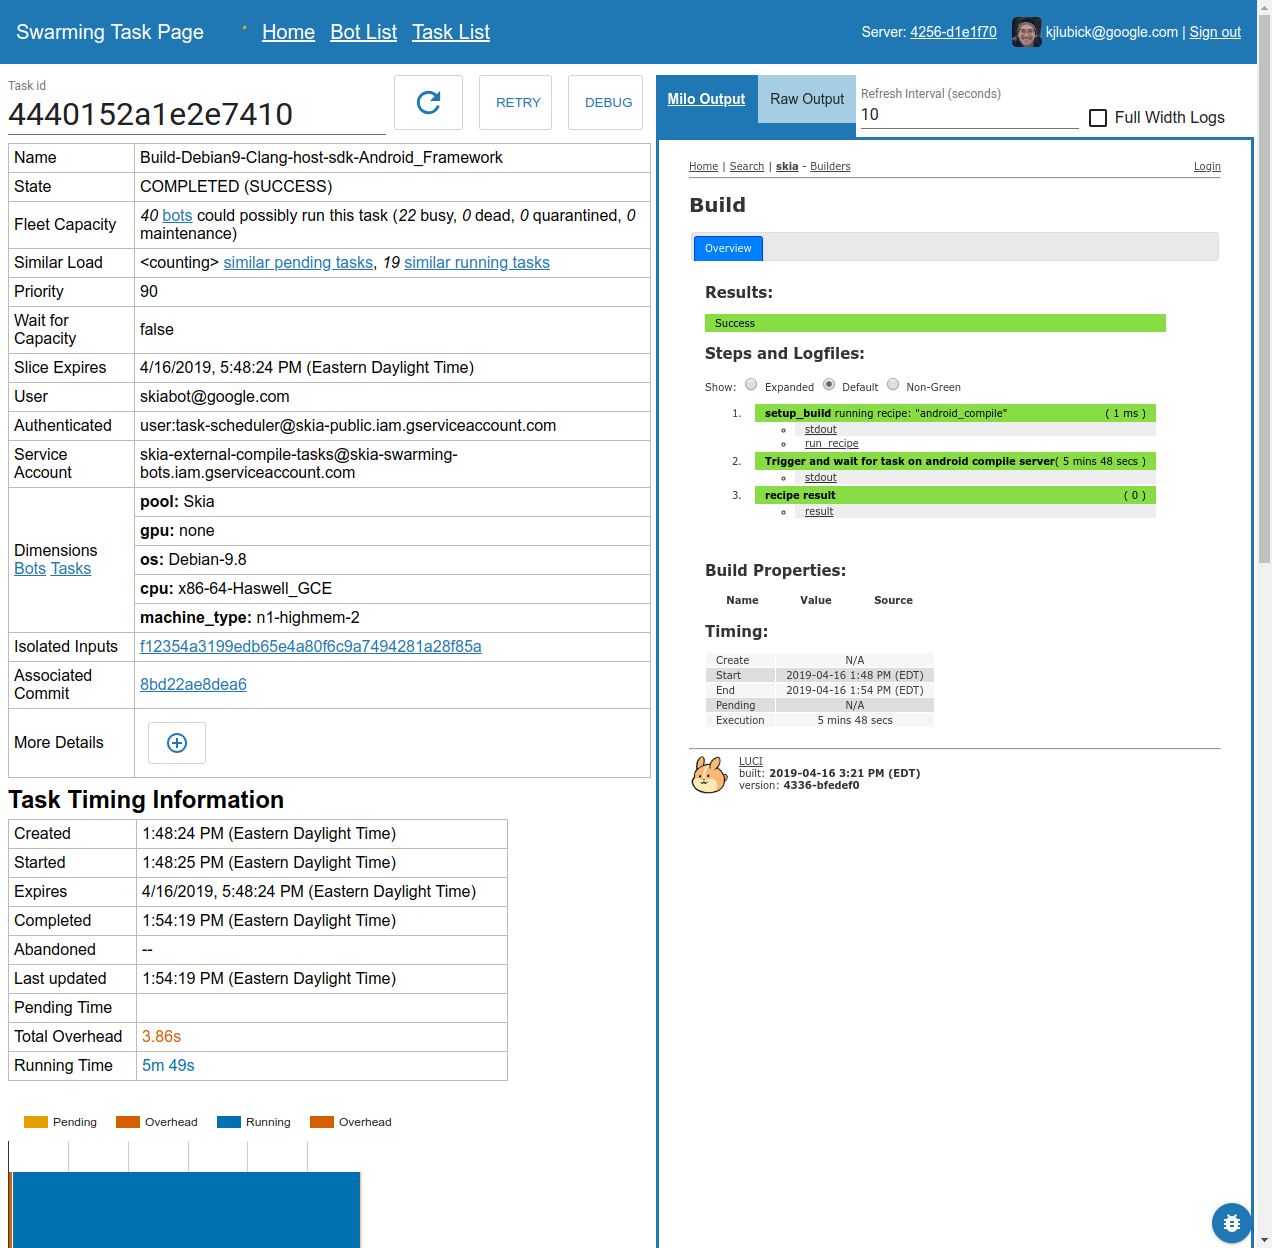 Swarming Task Page
Home Bot List Task List
Server: 4256-d1e1f70
kjlubick@google.com | Sign out
Task id
4440152a1e2e7410
RETRY
DEBUG
Name Build-Debian9-Clang-host-sdk-Android_Framework
State COMPLETED (SUCCESS)
Fleet Capacity 40 bots could possibly run this task (22 busy, 0 dead, 0 quarantined, 0
maintenance)
Similar Load <counting> similar pending tasks, 19 similar running tasks
Priority 90
Wait for
Capacity false
Slice Expires 4/16/2019, 5:48:24 PM (Eastern Daylight Time)
User skiabot@google.com
Authenticated user:task-scheduler@skia-public.iam.gserviceaccount.com
Service
Account
skia-external-compile-tasks@skia-swarming-
bots.iam.gserviceaccount.com
Dimensions
Bots Tasks
pool: Skia
gpu: none
os: Debian-9.8
cpu: x86-64-Haswell_GCE
machine_type: n1-highmem-2
Isolated Inputs f12354a3199edb65e4a80f6c9a7494281a28f85a
Associated
Commit 8bd22ae8dea6
More Details
Task Timing Information
Created 1:48:24 PM (Eastern Daylight Time)
Started 1:48:25 PM (Eastern Daylight Time)
Expires 4/16/2019, 5:48:24 PM (Eastern Daylight Time)
Completed 1:54:19 PM (Eastern Daylight Time)
Abandoned --
Last updated 1:54:19 PM (Eastern Daylight Time)
Pending Time
Total Overhead 3.86s
Running Time 5m 49s
Pending Overhead Running Overhead
Milo Output
Raw Output
Refresh Interval (seconds)
10
Full Width Logs
Home | Search | skia - Builders
Login
Build
Overview
Results:
Success
Steps and Logfiles:
Show: Expanded Default Non-Green
1. setup_build running recipe: "android_compile" ( 1 ms )
stdout
run_recipe
2. Trigger and wait for task on android compile server( 5 mins 48 secs )
stdout
3. recipe result ( 0 )
result
Build Properties:
Name Value Source
Timing:
Create N/A
Start 2019-04-16 1:48 PM (EDT)
End 2019-04-16 1:54 PM (EDT)
Pending N/A
Execution 5 mins 48 secs
LUCI
built: 2019-04-16 3:21 PM (EDT)
version: 4336-bfedef0